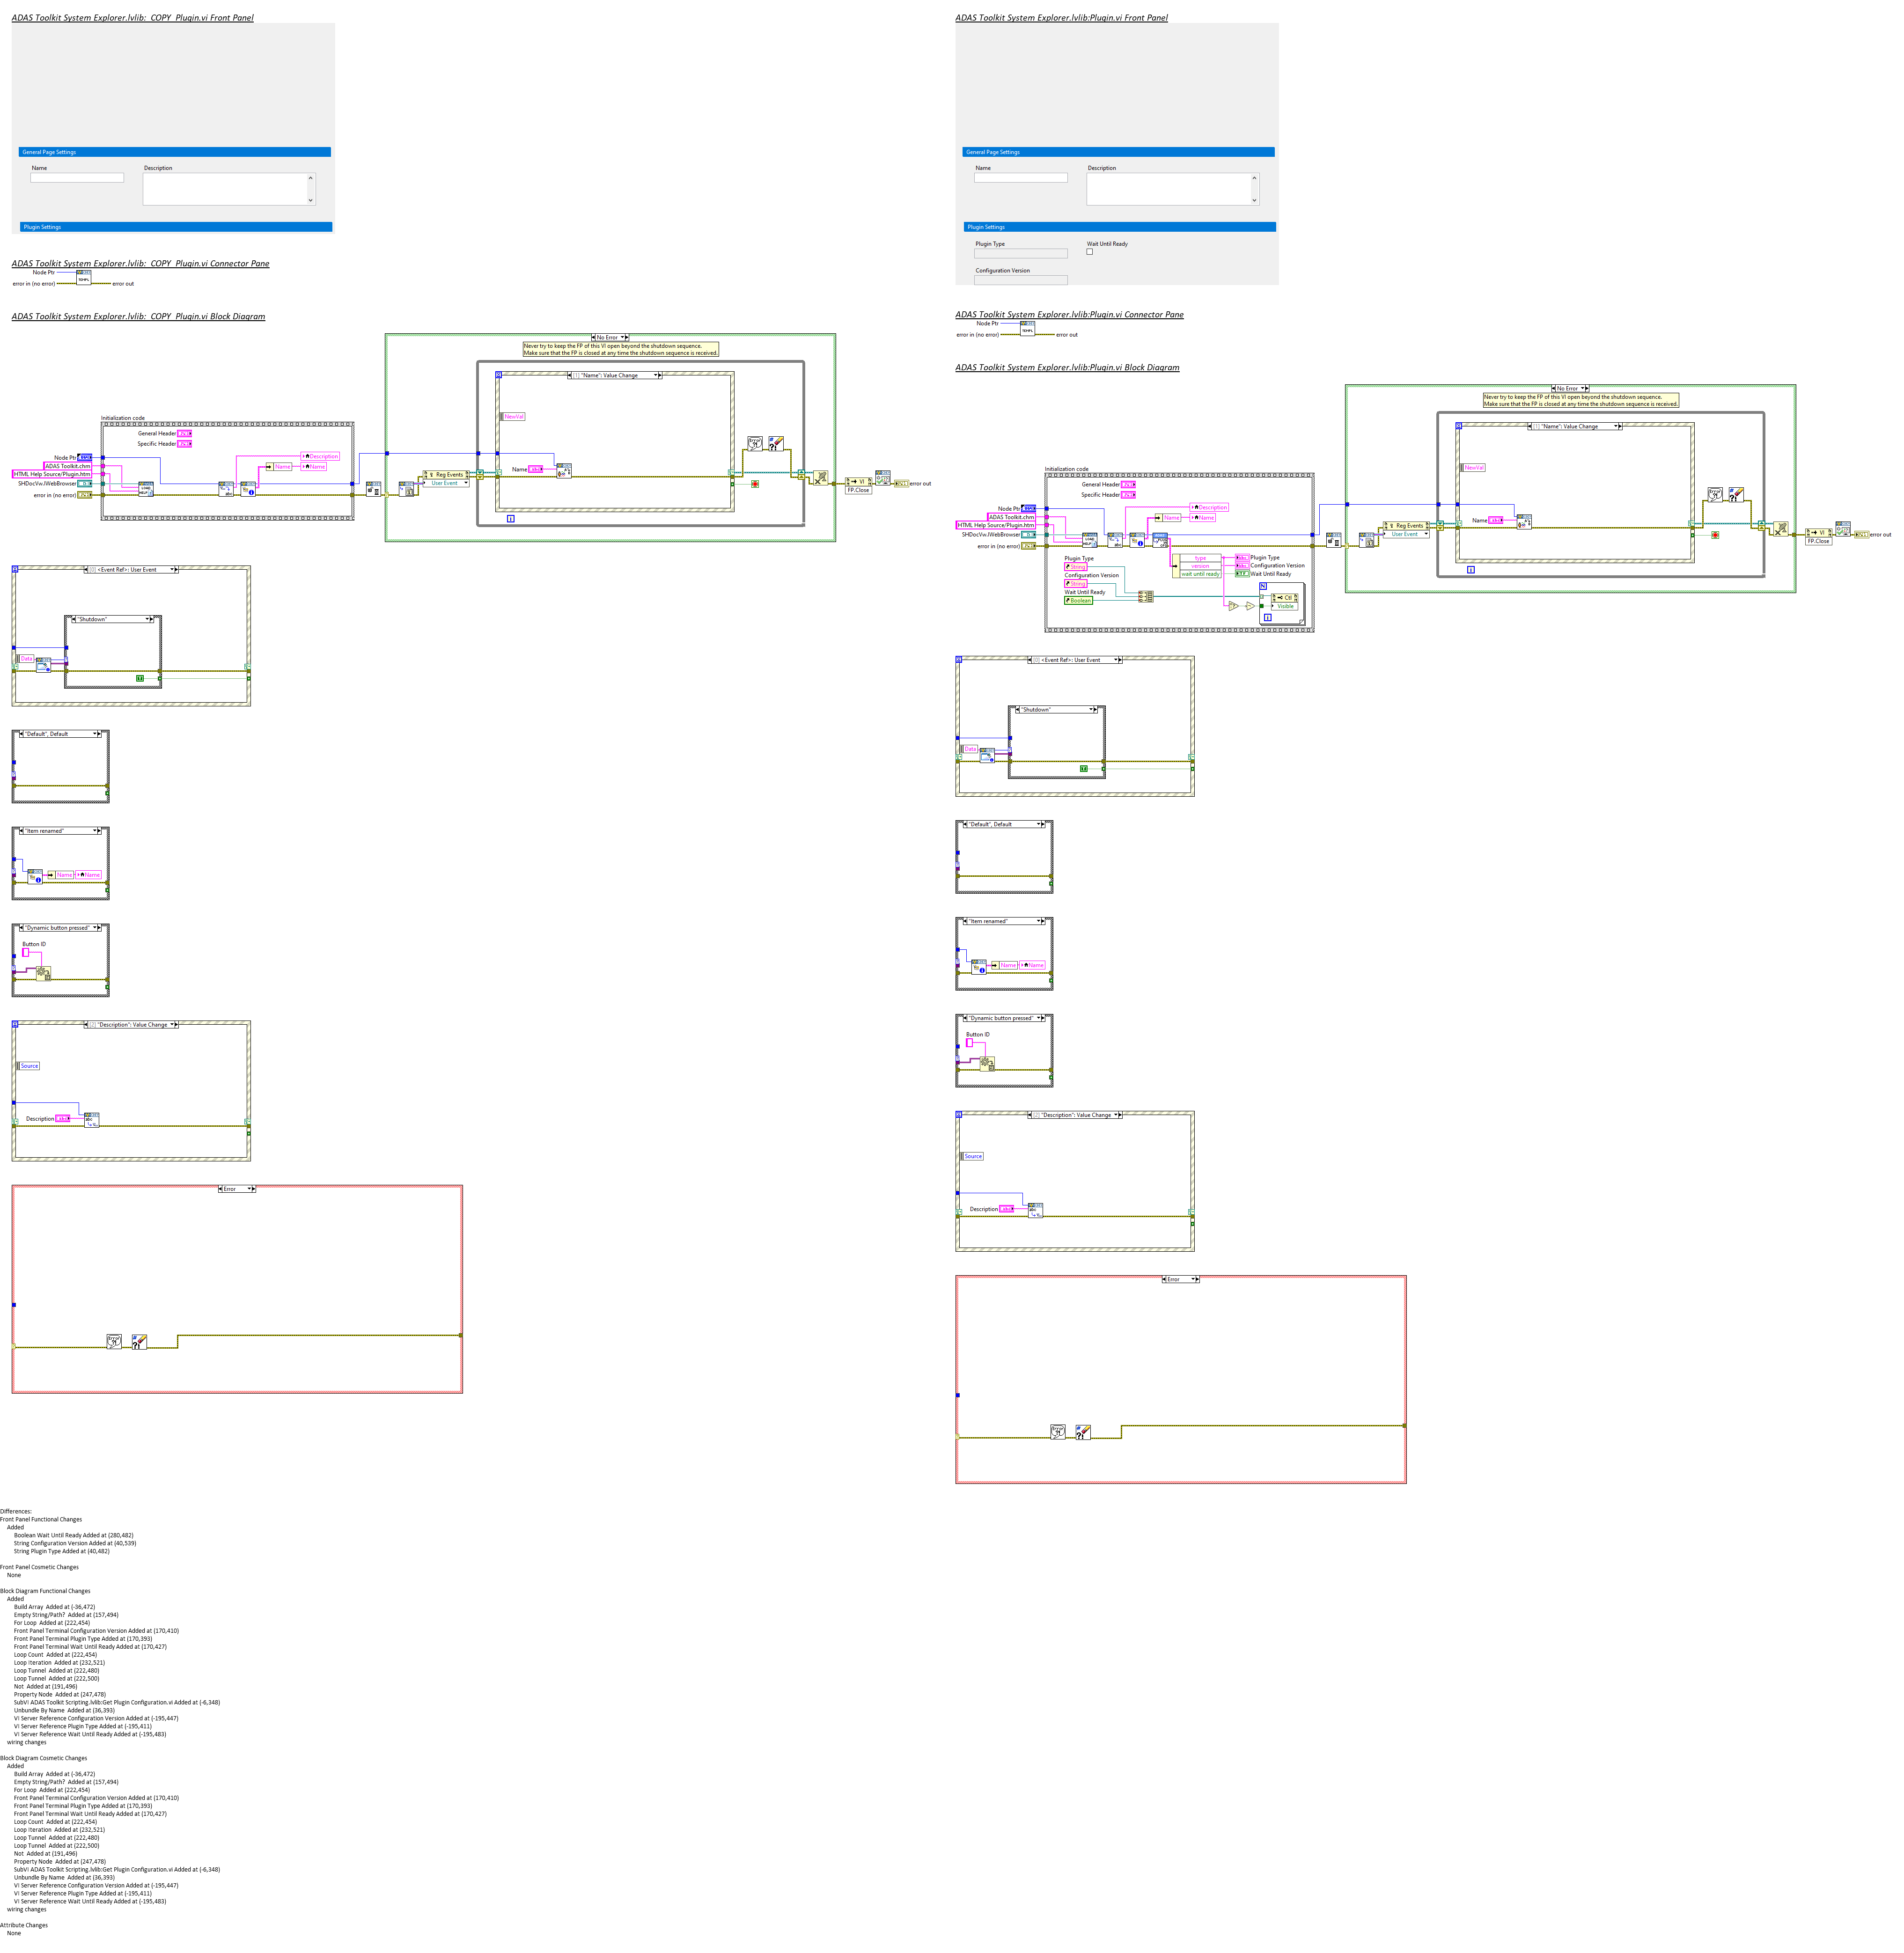 ADAS Toolkit System Explorer.lvlib:_COPY_Plugin.vi Front Panel
General Page Settings
Name
Description
Plugin Settings
ADAS Toolkit System Explorer.lvlib:_COPY_Plugin.vi Connector Pane
Node Ptr
error in (no error)
error out
ADAS Toolkit System Explorer.lvlib:_COPY_Plugin.vi Block Diagram
No Error
Never try to keep the FP of this VI open beyond the shutdown sequence.
Make sure that the FP is closed at any time the shutdown sequence is received.
[1] "Name": Value Change
NewVal
Initialization code
General Header
Specific Header
Node Ptr
ADAS Toolkit.chm
HTML Help Source/Plugin.htm
SHDocVw.IWebBrowser
error in (no error)
Description
Name
Name
Reg Events
User Event
Name
VI
FP.Close
error out
[0] <Event Ref>: User Event
"Shutdown"
Data
"Default", Default
"Item renamed"
Name
Name
"Dynamic button pressed"
Button ID
[2] "Description": Value Change
Source
Description
Error
ADAS Toolkit System Explorer.lvlib:Plugin.vi Front Panel
General Page Settings
Name
Description
Plugin Settings
Plugin Type
Wait Until Ready
Configuration Version
ADAS Toolkit System Explorer.lvlib:Plugin.vi Connector Pane
Node Ptr
error in (no error)
error out
ADAS Toolkit System Explorer.lvlib:Plugin.vi Block Diagram
No Error
Never try to keep the FP of this VI open beyond the shutdown sequence.
Make sure that the FP is closed at any time the shutdown sequence is received.
[1] "Name": Value Change
NewVal
Initialization code
General Header
Specific Header
Node Ptr
ADAS Toolkit.chm
HTML Help Source/Plugin.htm
SHDocVw.IWebBrowser
error in (no error)
Description
Name
Name
Plugin Type
String
Configuration Version
String
Wait Until Ready
Boolean
type
version
wait until ready
Plugin Type
Configuration Version
Wait Until Ready
N
Ctl
Visible
i
Reg Events
User Event
Name
VI
FP.Close
error out
[0] <Event Ref>: User Event
"Shutdown"
Data
"Default", Default
"Item renamed"
Name
Name
"Dynamic button pressed"
Button ID
[2] "Description": Value Change
Source
Description
Error
Differences:
Front Panel Functional Changes
Added
Boolean Wait Until Ready Added at (280,482)
String Configuration Version Added at (40,539)
String Plugin Type Added at (40,482)
Front Panel Cosmetic Changes
None
Block Diagram Functional Changes
Added
Build Array  Added at (-36,472)
Empty String/Path?  Added at (157,494)
For Loop  Added at (222,454)
Front Panel Terminal Configuration Version Added at (170,410)
Front Panel Terminal Plugin Type Added at (170,393)
Front Panel Terminal Wait Until Ready Added at (170,427)
Loop Count  Added at (222,454)
Loop Iteration  Added at (232,521)
Loop Tunnel  Added at (222,480)
Loop Tunnel  Added at (222,500)
Not  Added at (191,496)
Property Node  Added at (247,478)
SubVI ADAS Toolkit Scripting.lvlib:Get Plugin Configuration.vi Added at (-6,348)
Unbundle By Name  Added at (36,393)
VI Server Reference Configuration Version Added at (-195,447)
VI Server Reference Plugin Type Added at (-195,411)
VI Server Reference Wait Until Ready Added at (-195,483)
wiring changes
Block Diagram Cosmetic Changes
Added
Build Array  Added at (-36,472)
Empty String/Path?  Added at (157,494)
For Loop  Added at (222,454)
Front Panel Terminal Configuration Version Added at (170,410)
Front Panel Terminal Plugin Type Added at (170,393)
Front Panel Terminal Wait Until Ready Added at (170,427)
Loop Count  Added at (222,454)
Loop Iteration  Added at (232,521)
Loop Tunnel  Added at (222,480)
Loop Tunnel  Added at (222,500)
Not  Added at (191,496)
Property Node  Added at (247,478)
SubVI ADAS Toolkit Scripting.lvlib:Get Plugin Configuration.vi Added at (-6,348)
Unbundle By Name  Added at (36,393)
VI Server Reference Configuration Version Added at (-195,447)
VI Server Reference Plugin Type Added at (-195,411)
VI Server Reference Wait Until Ready Added at (-195,483)
wiring changes
Attribute Changes
None